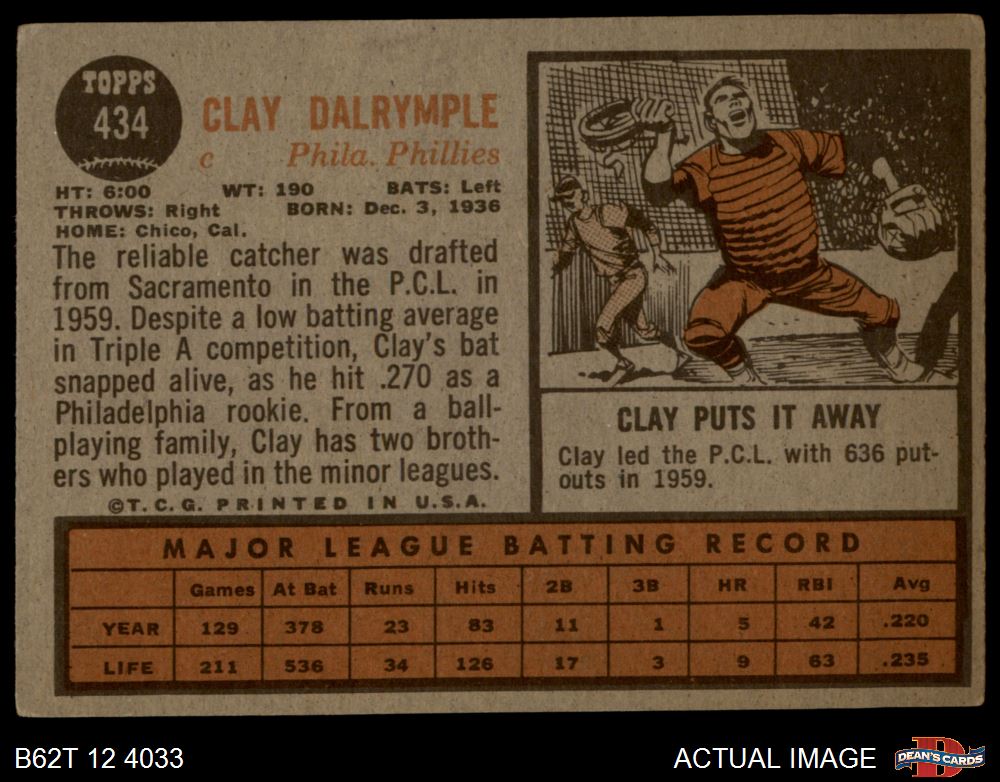 TOPPS
434
CLAY DALRYMPLE
c Phila. Phillies
HT: 6:00 WT: 190 BATS: Left
THROWS: Right BORN: Dec. 3, 1936
HOME: Chico, Cal.
The reliable catcher was drafted
from Sacramento in the P.C.L. in
1959. Despite a low batting average
in Triple A competition, Clay's bat
snapped alive, as he hit .270 as a
Philadelphia rookie. From a ball-
playing family, Clay has two broth-
ers who played in the minor leagues.
©T.C.G. PRINTED IN U.S.A.
CLAY PUTS IT AWAY
Clay led the P.C.L. with 636 put-
outs in 1959.
MAJOR LEAGUE BATTING RECORD
Games At Bat Runs Hits 2B 3B HR RBI Avg
YEAR 129 378 23 83 11 1 5 42 .220
LIFE 211 536 34 126 17 3 9 63 .235
B62T 12 4033
ACTUAL IMAGE
D
DEAN'S CARDS